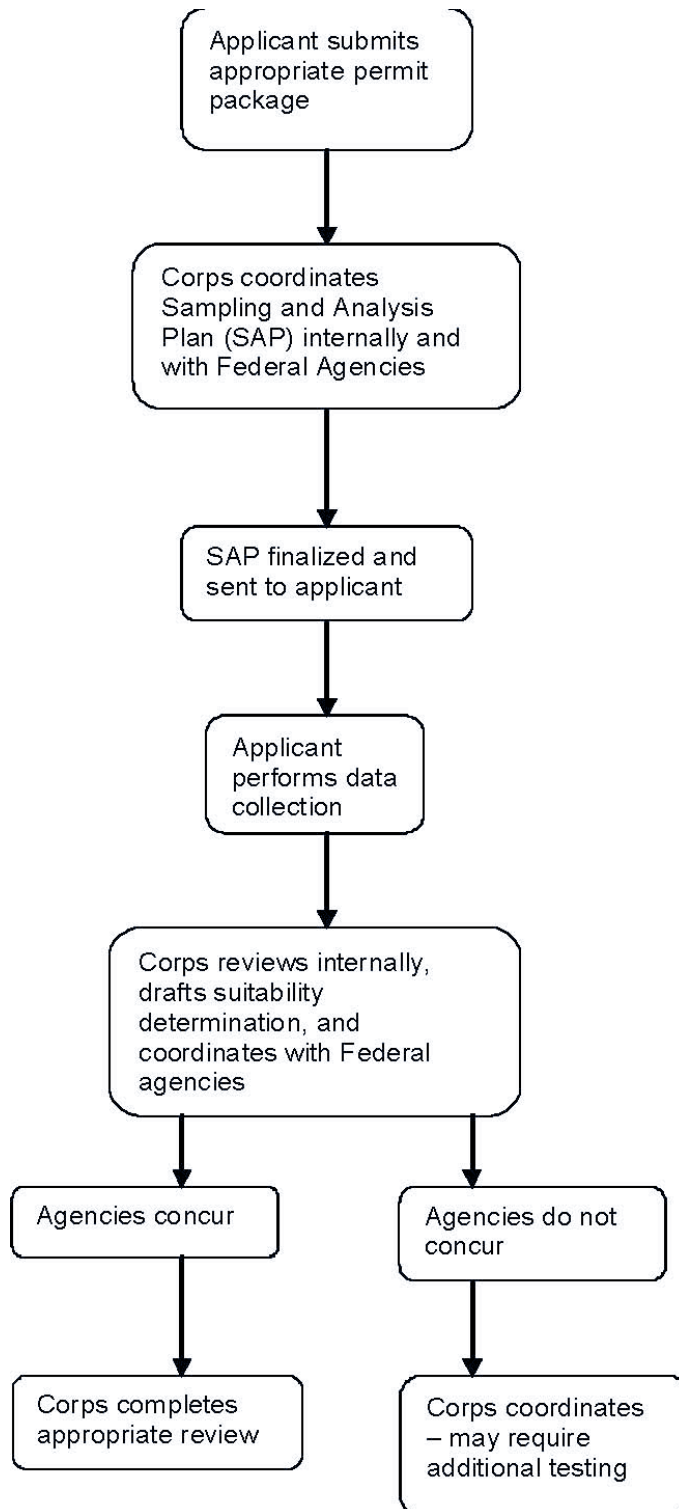 Applicant submits
appropriate permit
package
Corps coordinates
Sampling and Analysis
Plan (SAP) internally and
with Federal Agencies
SAP finalized and
sent to applicant
Applicant
performs data
collection
Corps reviews internally,
drafts suitability
determination, and
coordinates with Federal
agencies
Agencies concur
Agencies do not
concur
Corps completes
appropriate review
Corps coordinates
– may require
additional testing